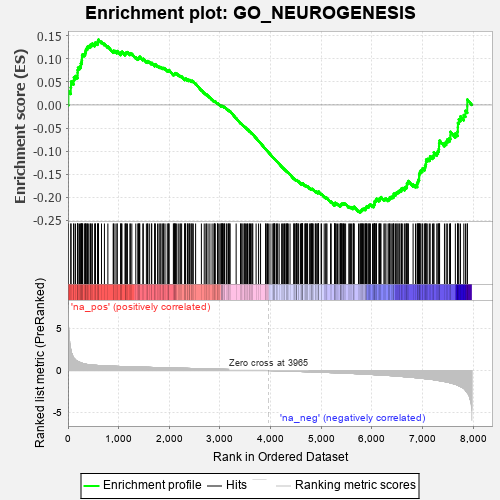 Enrichment plot: GO_NEUROGENESIS
Enrichment score (ES)
0.15
0.10
0.05
0.00
-0.05
-0.10
-0.15
-0.20
-0.25
'na_pos' (positively correlated)
Ranked list metric (PreRanked)
5
0
-5
Zero cross at 3965
'na_neg' (negatively correlated)
0
1,000
2,000
3,000
4,000
5,000
6,000
7,000
8,000
Rank in Ordered Dataset
Enrichment profile
Hits
Ranking metric scores